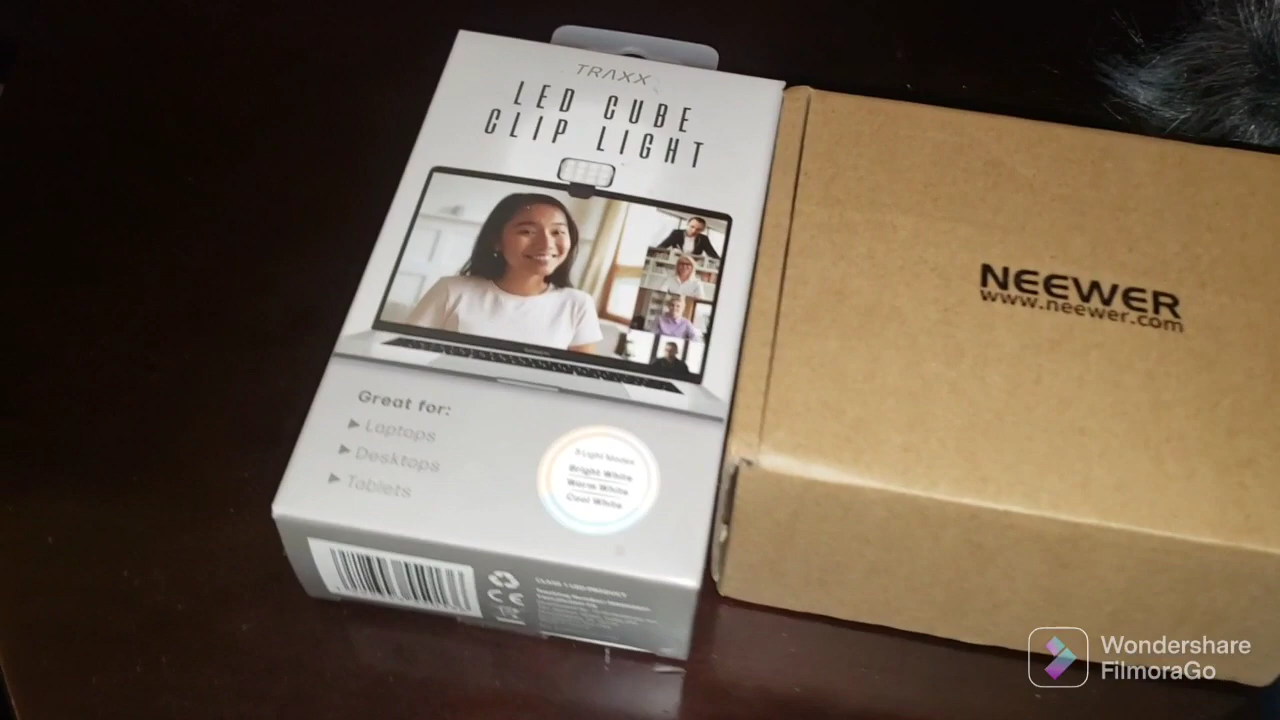 TRAXX
LED CUBE
CLIP LIGHT
Great for:
Laptops
Desktops
Tablets
3 Light Modes
Bright White
Warm White
Cool White
NEEWER
www.neewer.com
Wondershare
FilmoraGo